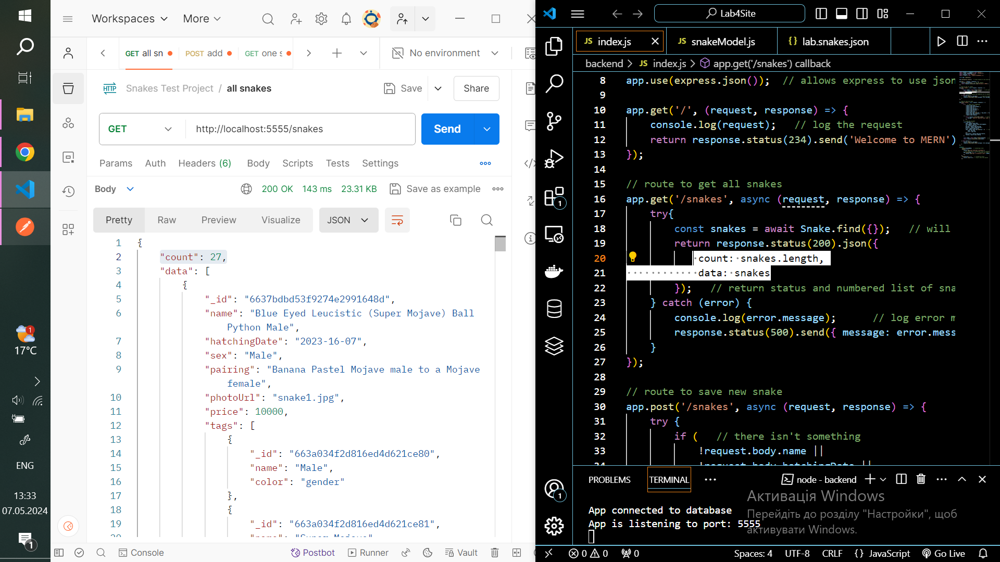 17°C
ENG
13:33
07.05.2024
Workspaces
More
GET all sn
POST add
GET one s
No environment
HTTP
Snakes Test Project / all snakes
Save
Share
GET
http://localhost:5555/snakes
Send
Params
Auth
Headers (6)
Body
Scripts
Tests
Settings
Body
200 OK
143 ms
23.31 KB
Save as example
Pretty
Raw
Preview
Visualize
JSON
1 {
2 "count": 27,
3 "data": [
4 {
5 "_id": "6637bdbd53f9274e2991648d",
6 "name": "Blue Eyed Leucistic (Super Mojave) Ball
Python Male",
7 "hatchingDate": "2023-16-07",
8 "sex": "Male",
9 "pairing": "Banana Pastel Mojave male to a Mojave
female",
10 "photoUrl": "snake1.jpg",
11 "price": 10000,
12 "tags": [
13 {
14 "_id": "663a034f2d816ed4d621ce80",
15 "name": "Male",
16 "color": "gender"
17 },
18 {
19 "_id": "663a034f2d816ed4d621ce81",
20 "name": "Super Mojave"
Console
Postbot
Runner
Vault
Lab4Site
JS index.js
JS snakeModel.js
{} lab.snakes.json
backend > JS index.js > app.get('/snakes') callback
8 app.use(express.json()); // allows express to use json
9
10 app.get('/', (request, response) => {
11 console.log(request); // log the request
12 return response.status(234).send('Welcome to MERN')
13 });
14
15 // route to get all snakes
16 app.get('/snakes', async (request, response) => {
17 try{
18 const snakes = await Snake.find({}); // will
19 return response.status(200).json({
20 count: snakes.length,
21 data: snakes
22 }); // return status and numbered list of sna
23 } catch (error) {
24 console.log(error.message); // log error m
25 response.status(500).send({ message: error.mess
26 }
27 });
28
29 // route to save new snake
30 app.post('/snakes', async (request, response) => {
31 try {
32 if ( // there isn't something
33 !request.body.name ||
34 !request.body.hatchingDate ||
PROBLEMS
TERMINAL
node - backend
App connected to database
App is listening to port: 5555
Активація Windows
Перейдіть до розділу "Настройки", щоб
активувати Windows.
0 0
0
Spaces: 4
UTF-8
CRLF
{} JavaScript
Go Live